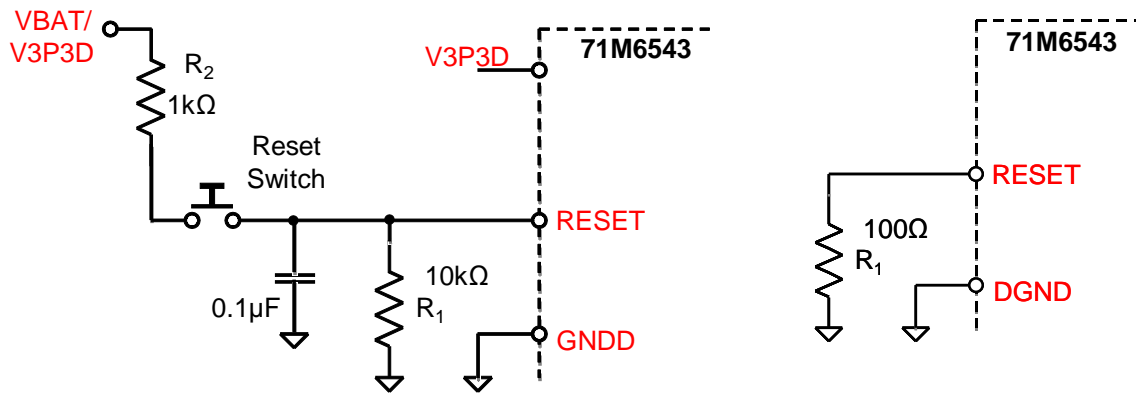 VBAT/
V3P3D
R2
1kΩ
Reset
Switch
0.1µF
10kΩ
R1
V3P3D
71M6543
RESET
GNDD
71M6543
RESET
100Ω
R1
DGND